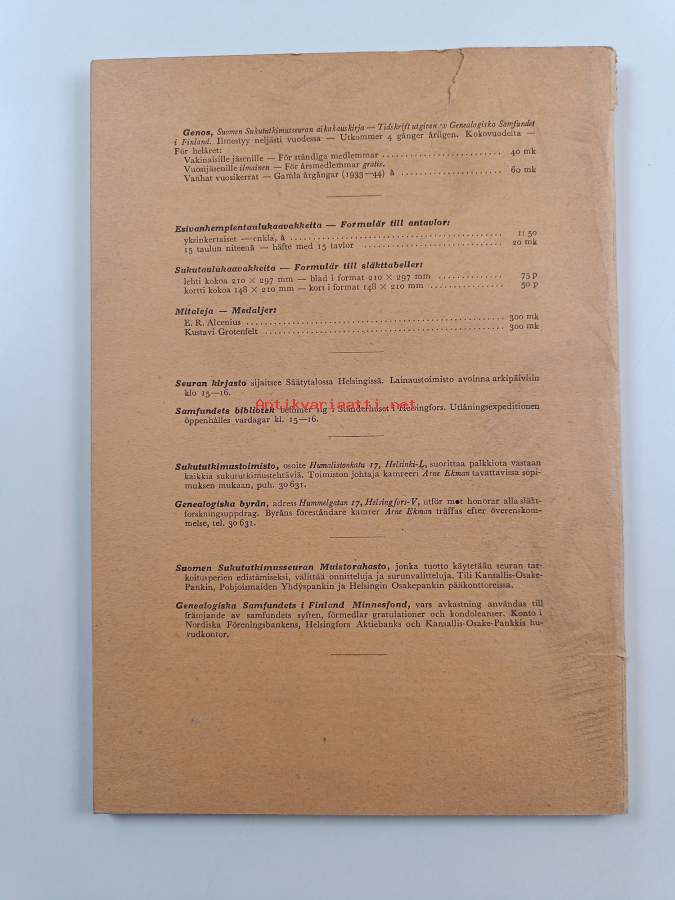 Genos, Suomen Sukututkimusseuran aikakauskirja — Tidskrift utgiven av Genealogiska Samfundet
i Finland. Ilmestyy neljästi vuodessa — Utkommer 4 gånger årligen. Kokovuodelta —
För helåret:
Vakinaisille jäsenille — För ständiga medlemmar 40 mk
Vuosijäsenille ilmainen — För årsmedlemmar gratis.
Vanhat vuosikerrat — Gamla årgångar (1933—44) à 60 mk
Esivanhempientaulukaavakkeita — Formulär till antavlor:
yksinkertaiset — enkla, à 1: 50
15 taulun niteenä — häfte med 15 tavlor 20 mk
Sukutaulukaavakkeita — Formulär till släkttabeller:
lehti kokoa 210 × 297 mm — blad i format 210 × 297 mm 75 p
kortti kokoa 148 × 210 mm — kort i format 148 × 210 mm 50 p
Mitaleja — Medaljer:
E. R. Alcenius 300 mk
Kustavi Grotenfelt 300 mk
Seuran kirjasto sijaitsee Säätytalossa Helsingissä. Lainaustoimisto avoinna arkipäivisin
klo 15—16.
Antikvariaatti.net
Samfundets bibliotek befinner sig i Ständerhuset i Helsingfors. Utlåningsexpeditionen
öppenhålles vardagar kl. 15—16.
Sukututkimustoimisto, osoite Humalistonkatu 17, Helsinki-L, suorittaa palkkiota vastaan
kaikkia sukututkimustehtäviä. Toimiston johtaja kamreeri Arne Ekman tavattavissa sopi-
muksen mukaan, puh. 30 631.
Genealogiska byrån, adress Hummelgatan 17, Helsingfors-V, utför mot honorar alla släkt-
forskningsuppdrag. Byråns föreståndare kamrer Arne Ekman träffas efter överenskom-
melse, tel. 30 631.
Suomen Sukututkimusseuran Muistorahasto, jonka tuotto käytetään seuran tar-
koitusperien edistämiseksi, välittää onnitteluja ja surunvalitteluja. Tili Kansallis-Osake-
Pankin, Pohjoismaiden Yhdyspankin ja Helsingin Osakepankin pääkonttoreissa.
Genealogiska Samfundets i Finland Minnesfond, vars avkastning användas till
främjande av samfundets syften, förmedlar gratulationer och kondoleanser. Konto i
Nordiska Föreningsbankens, Helsingfors Aktiebanks och Kansallis-Osake-Pankkis hu-
vudkontor.